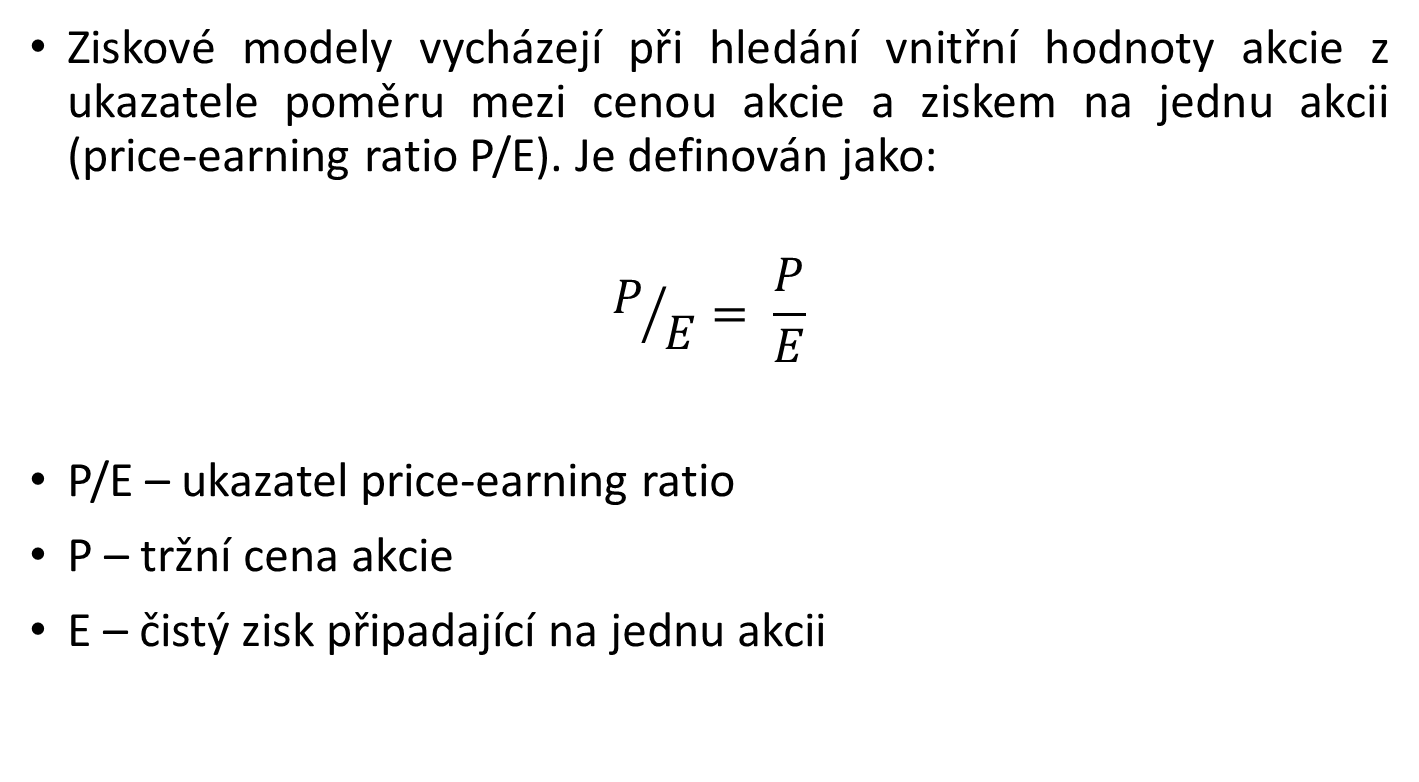 • Ziskové modely vycházejí při hledání vnitřní hodnoty akcie z
ukazatele poměru mezi cenou akcie a ziskem na jednu akcii
(price-earning ratio P/E). Je definován jako:
P/E = P/E
• P/E – ukazatel price-earning ratio
• P – tržní cena akcie
• E – čistý zisk připadající na jednu akcii